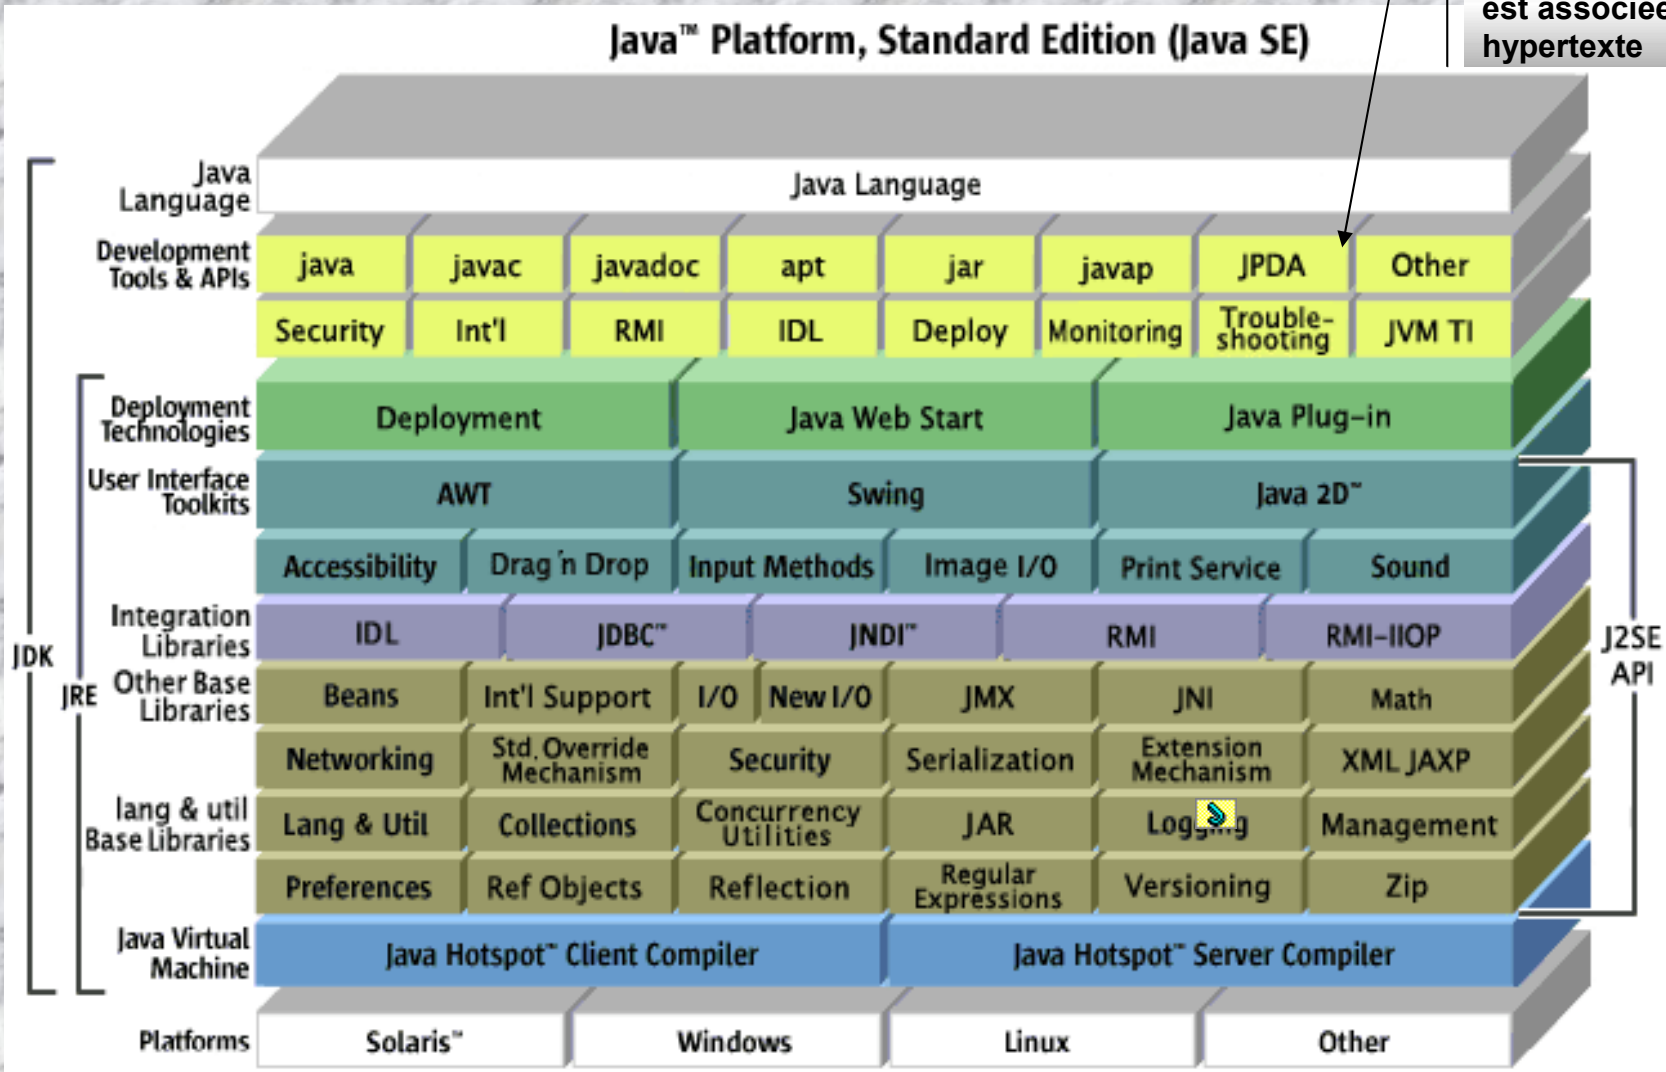 est associée
hypertexte
Java™ Platform, Standard Edition (Java SE)
Java
Language
Java Language
Development
Tools & APIs
java javac javadoc apt jar javap JPDA Other
Security Int'l RMI IDL Deploy Monitoring Trouble-
shooting JVM TI
Deployment
Technologies
Deployment Java Web Start Java Plug-in
User Interface
Toolkits
AWT Swing Java 2D™
Accessibility Drag 'n Drop Input Methods Image I/O Print Service Sound
Integration
Libraries
IDL JDBC™ JNDI™ RMI RMI-IIOP
JDK
JRE
J2SE
API
Other Base
Libraries
Beans Int'l Support I/O New I/O JMX JNI Math
Networking Std. Override
Mechanism Security Serialization Extension
Mechanism XML JAXP
lang & util
Base Libraries
Lang & Util Collections Concurrency
Utilities JAR Logging Management
Preferences Ref Objects Reflection Regular
Expressions Versioning Zip
Java Virtual
Machine
Java Hotspot™ Client Compiler Java Hotspot™ Server Compiler
Platforms
Solaris™ Windows Linux Other